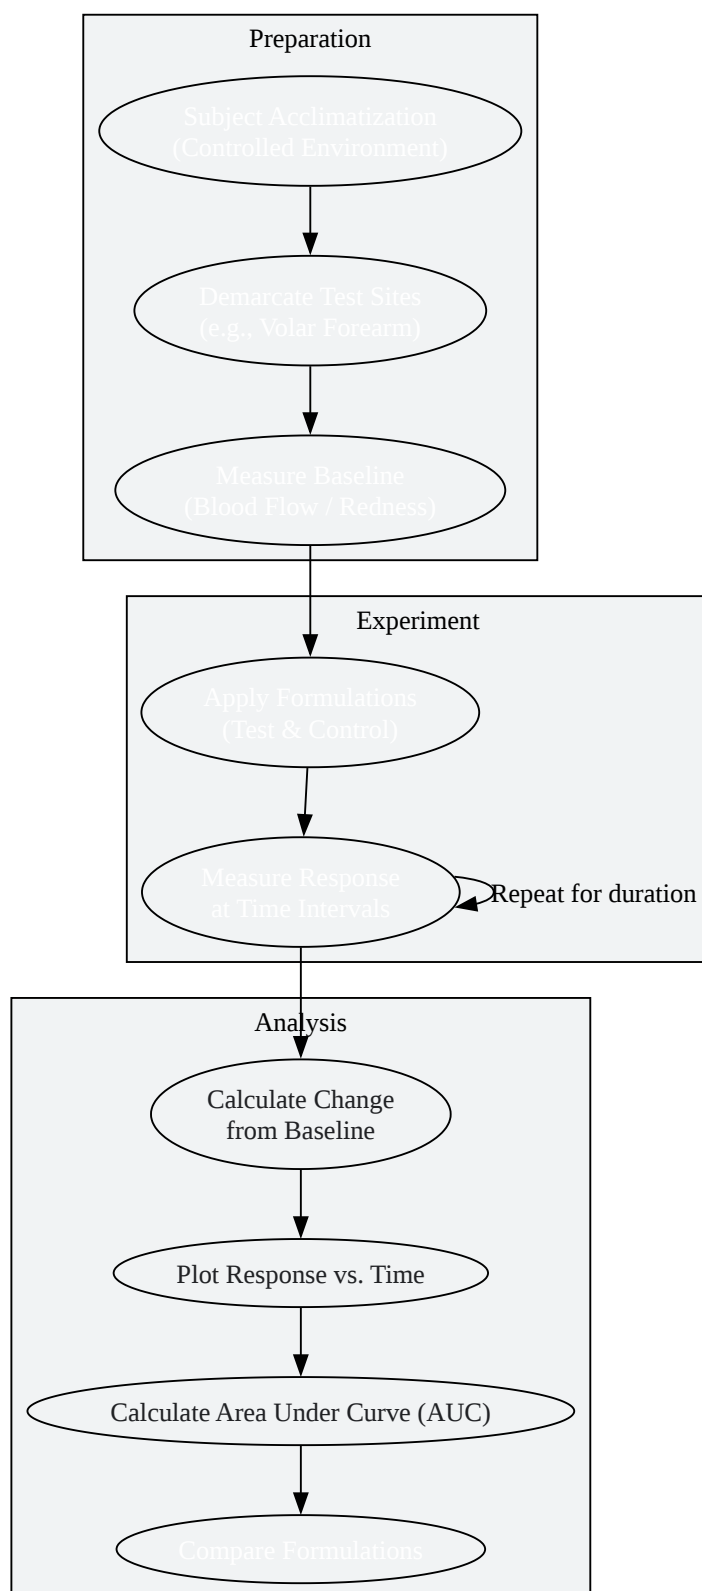 Preparation
Subject Acclimatization
(Controlled Environment)
Demarcate Test Sites
(e.g., Volar Forearm)
Measure Baseline
(Blood Flow / Redness)
Experiment
Apply Formulations
(Test & Control)
Measure Response
at Time Intervals
Repeat for duration
Analysis
Calculate Change
from Baseline
Plot Response vs. Time
Calculate Area Under Curve (AUC)
Compare Formulations